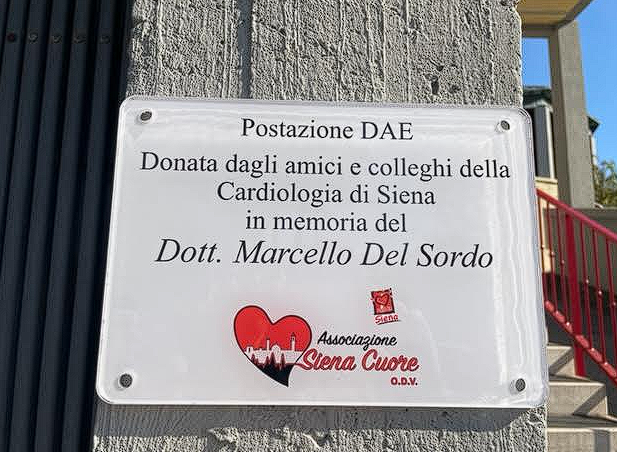 Postazione DAE
Donata dagli amici e colleghi della
Cardiologia di Siena
in memoria del
Dott. Marcello Del Sordo
Siena
Associazione
Siena Cuore
O.D.V.